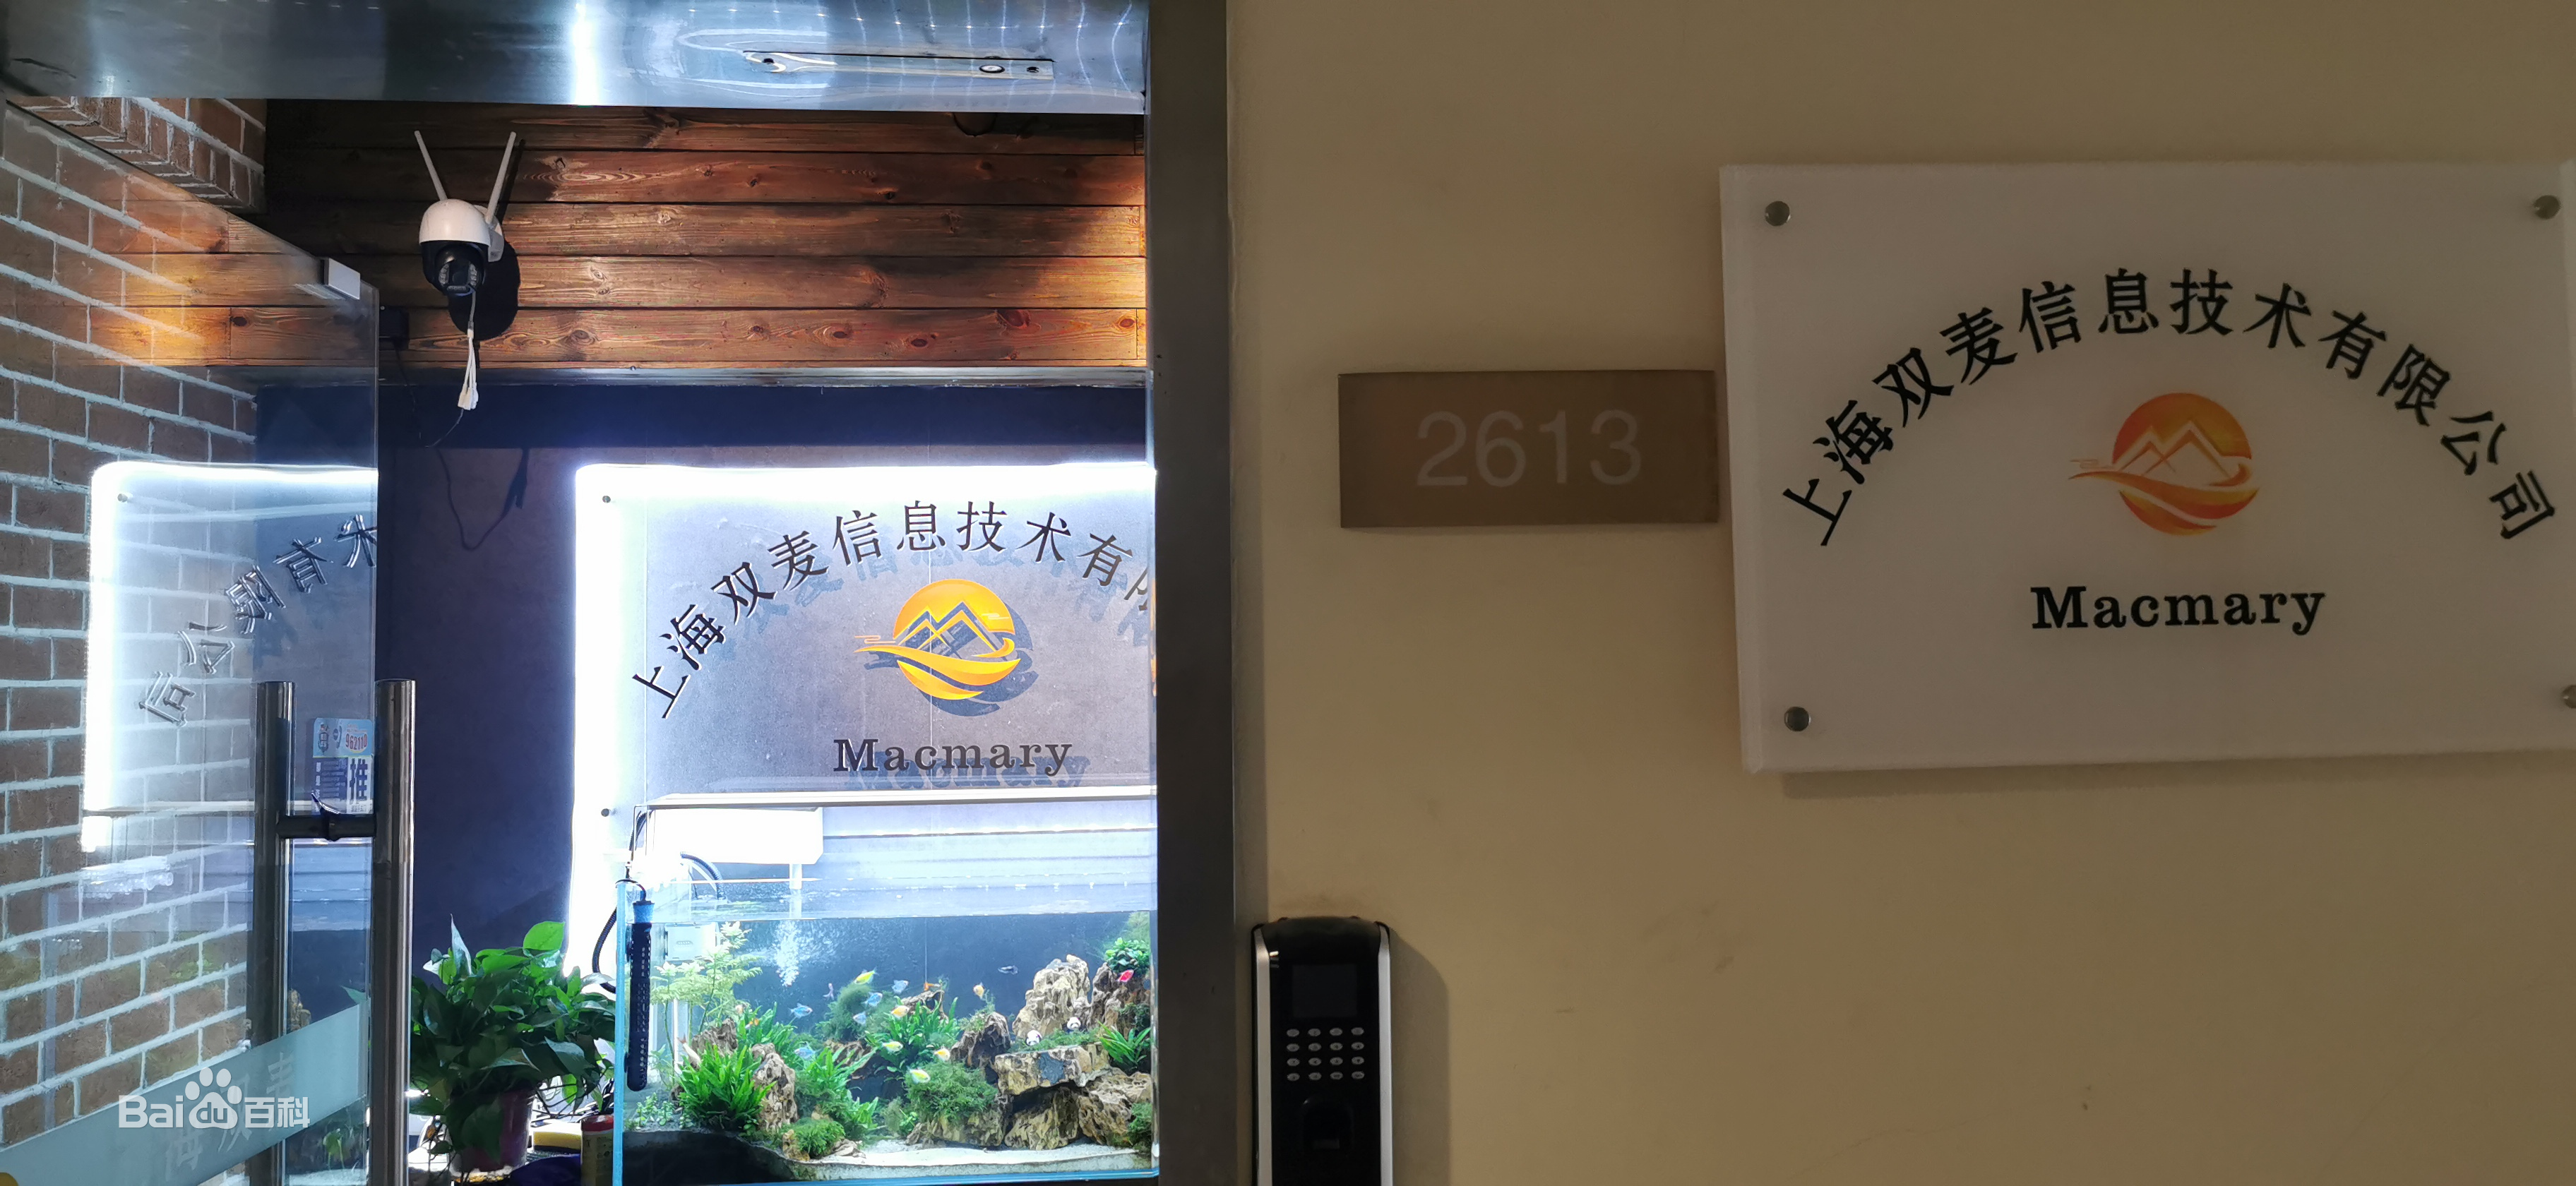 上海双麦信息技术有限公司
Macmary
2613
上海双麦信息技术有
Macmary
962110
Baidu百科